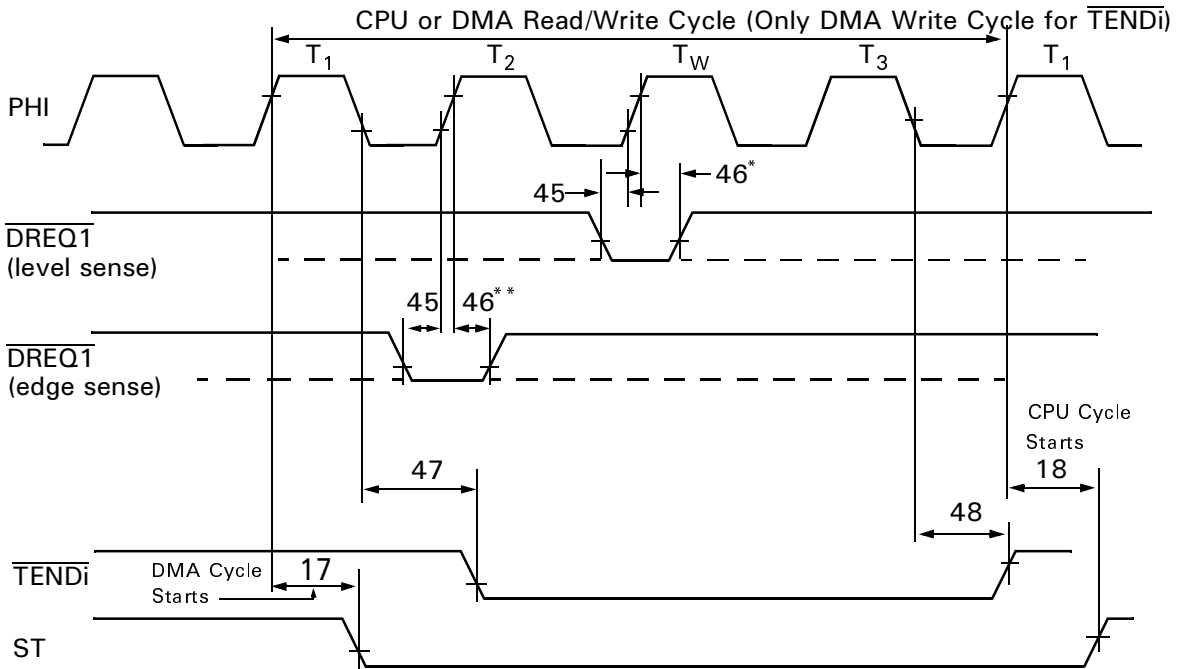 CPU or DMA Read/Write Cycle (Only DMA Write Cycle for TENDi)
T1 T2 TW T3 T1
PHI
45 46*
DREQ1
(level sense)
45 46**
DREQ1
(edge sense)
CPU Cycle
Starts
47 18
48
TENDi
DMA Cycle
Starts
17
ST